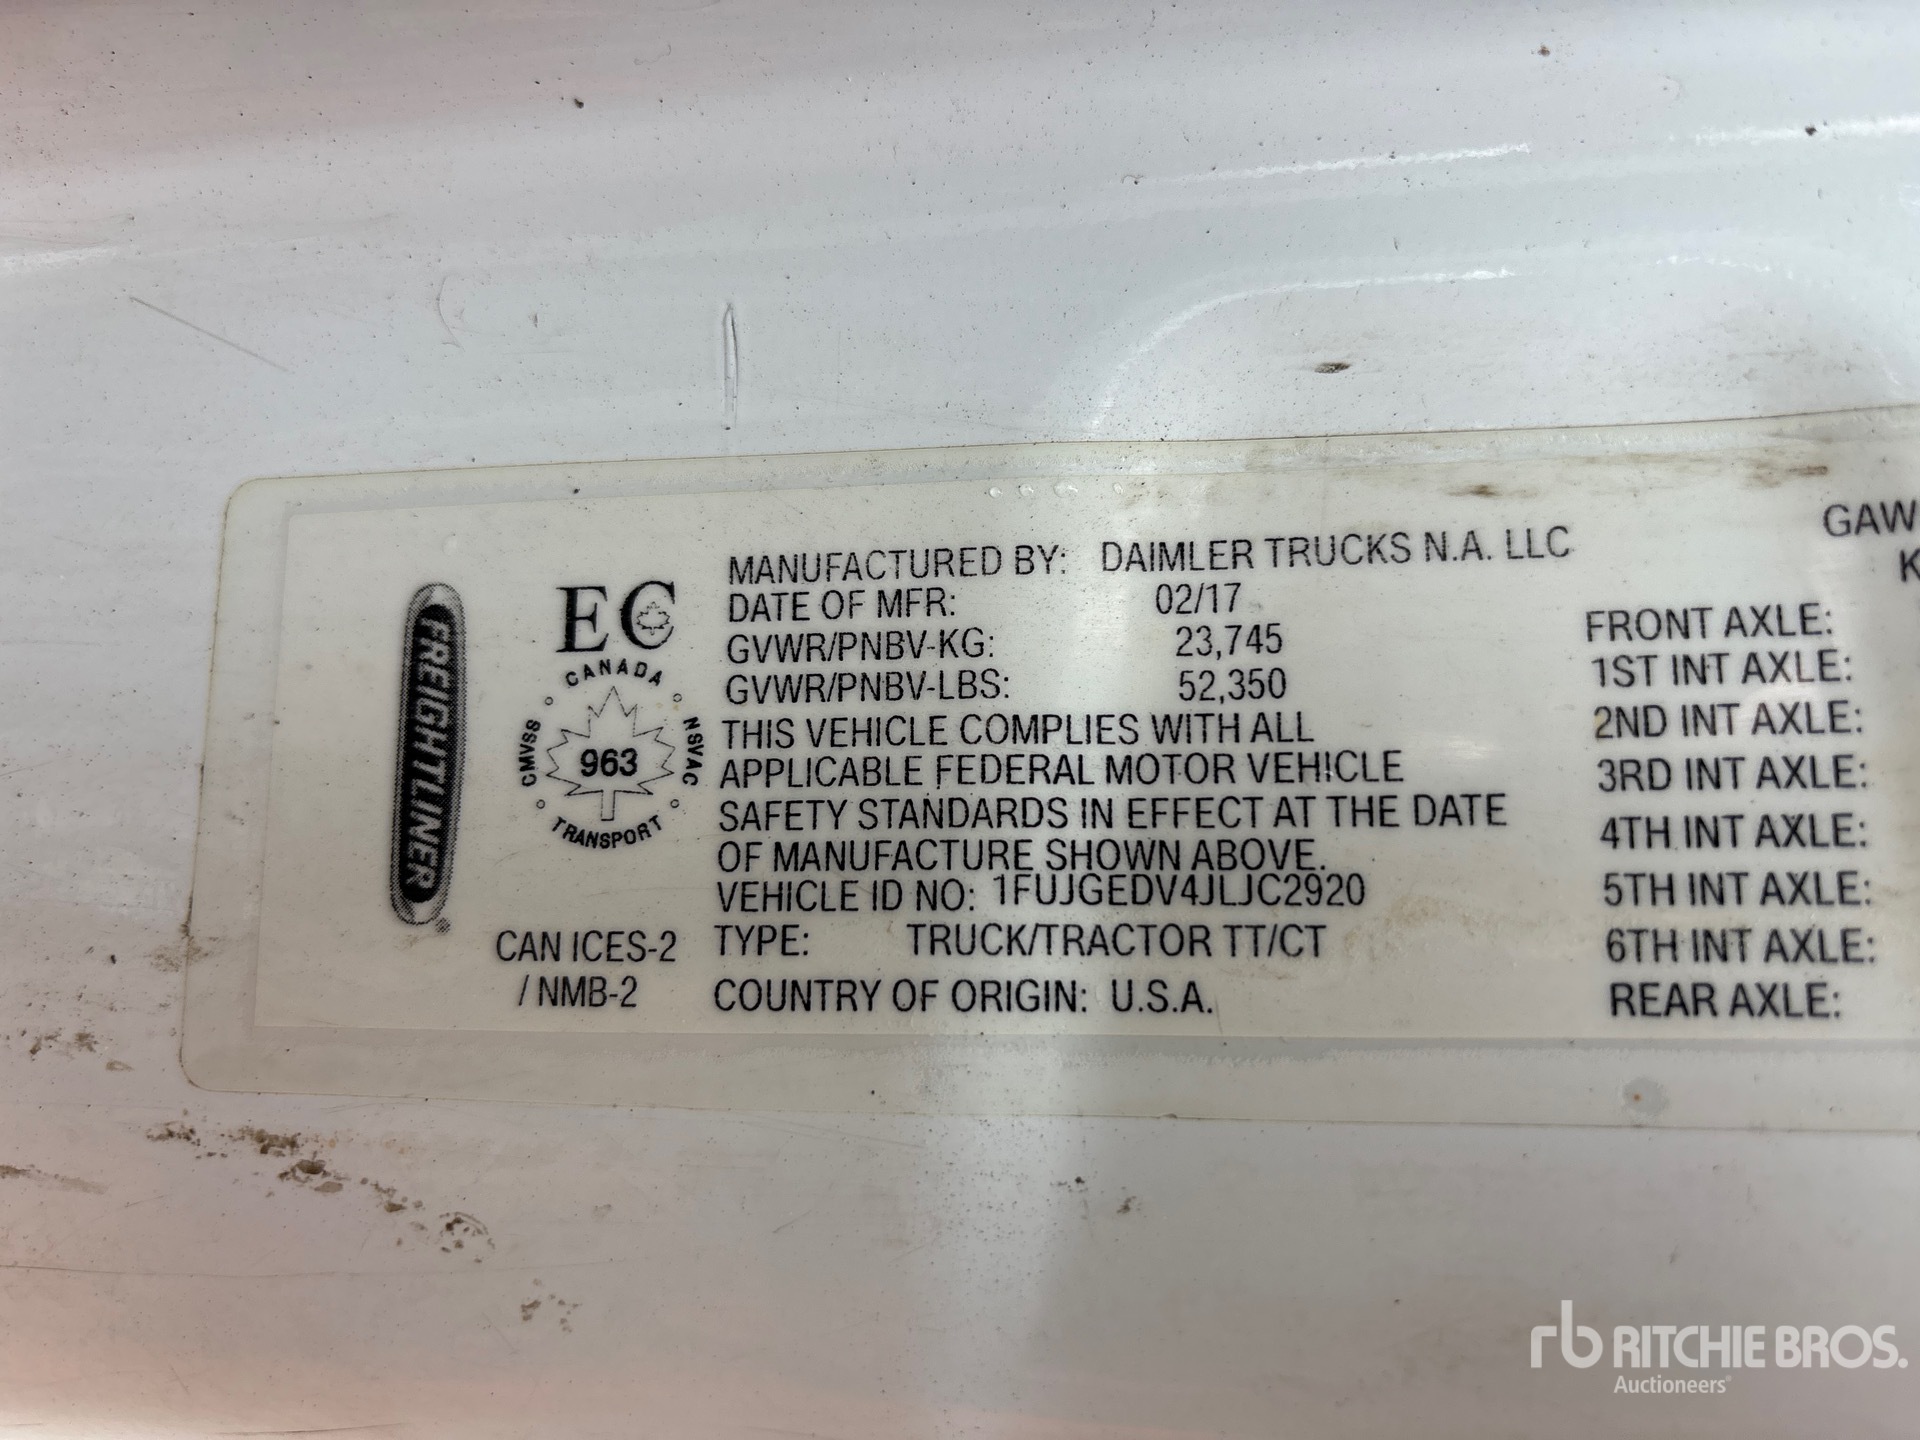 FREIGHTLINER®
EC
CANADA
CMVSS
963
NSVAC
TRANSPORT
CAN ICES-2
/ NMB-2
MANUFACTURED BY: DAIMLER TRUCKS N.A. LLC
DATE OF MFR: 02/17
GVWR/PNBV-KG: 23,745
GVWR/PNBV-LBS: 52,350
THIS VEHICLE COMPLIES WITH ALL
APPLICABLE FEDERAL MOTOR VEHICLE
SAFETY STANDARDS IN EFFECT AT THE DATE
OF MANUFACTURE SHOWN ABOVE.
VEHICLE ID NO: 1FUJGEDV4JLJC2920
TYPE: TRUCK/TRACTOR TT/CT
COUNTRY OF ORIGIN: U.S.A.
GAW
K
FRONT AXLE:
1ST INT AXLE:
2ND INT AXLE:
3RD INT AXLE:
4TH INT AXLE:
5TH INT AXLE:
6TH INT AXLE:
REAR AXLE:
rb RITCHIE BROS.
Auctioneers